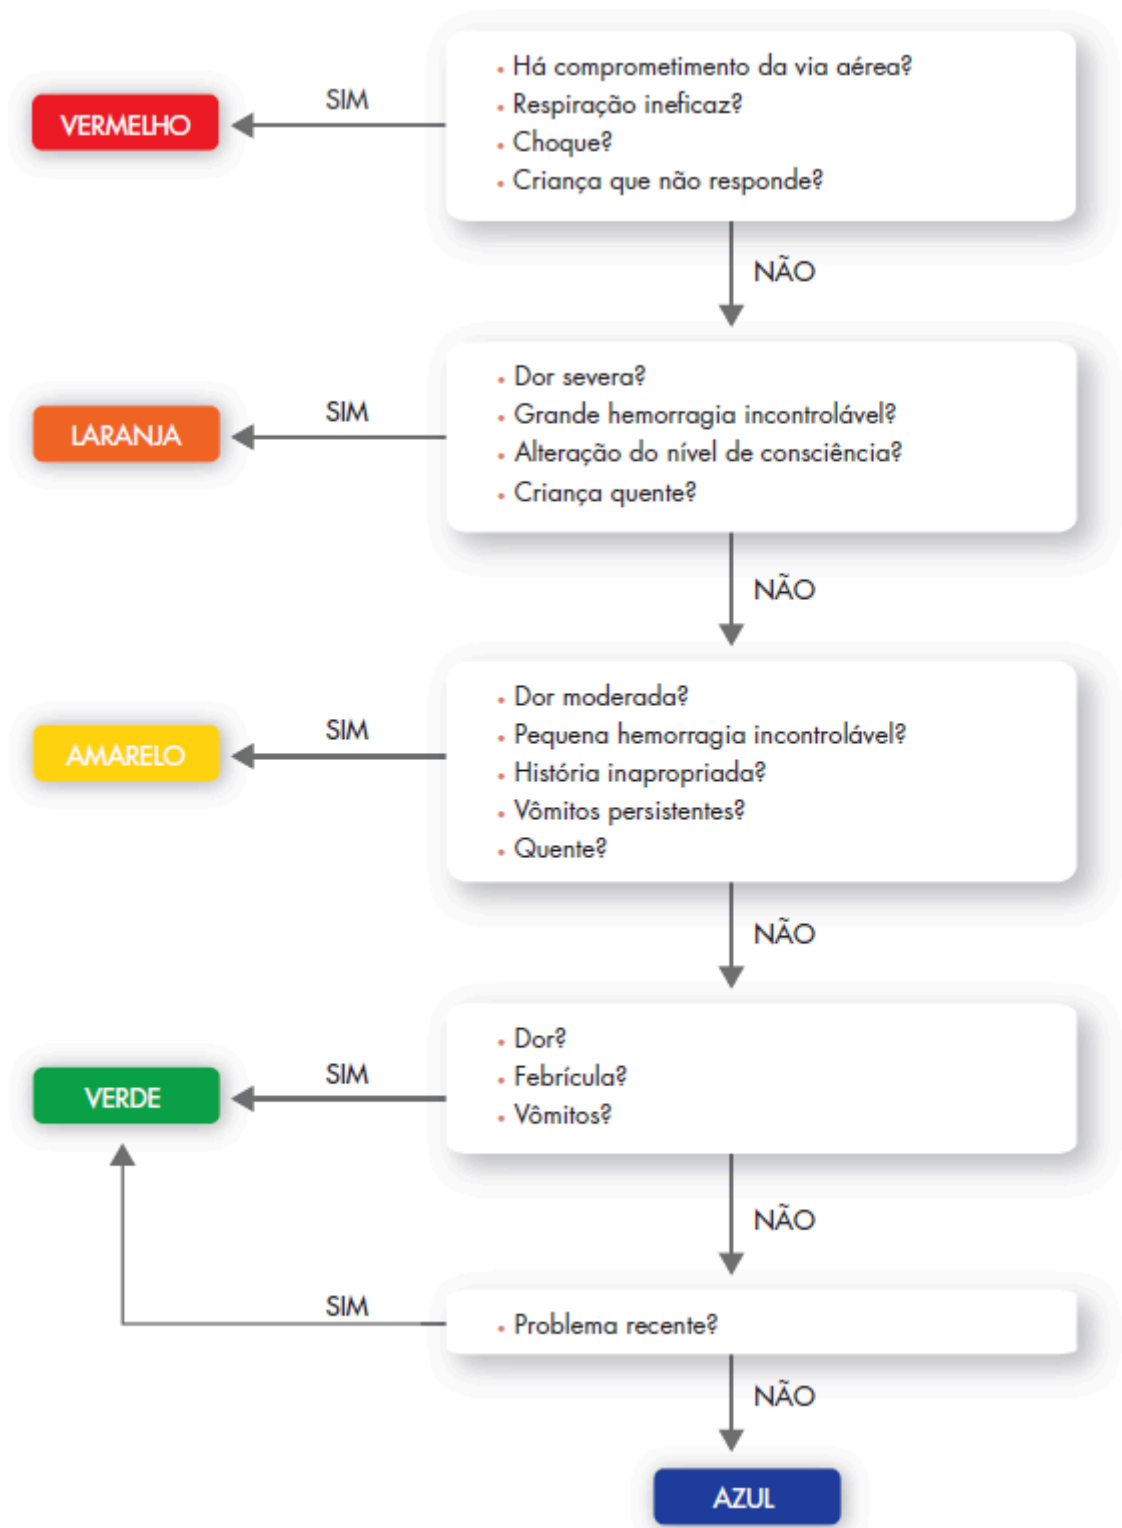 • Há comprometimento da via aérea?
• Respiração ineficaz?
• Choque?
• Criança que não responde?
SIM
VERMELHO
NÃO
• Dor severa?
• Grande hemorragia incontrolável?
• Alteração do nível de consciência?
• Criança quente?
SIM
LARANJA
NÃO
• Dor moderada?
• Pequena hemorragia incontrolável?
• História inapropriada?
• Vômitos persistentes?
• Quente?
SIM
AMARELO
NÃO
• Dor?
• Febrícula?
• Vômitos?
SIM
VERDE
NÃO
• Problema recente?
SIM
NÃO
AZUL